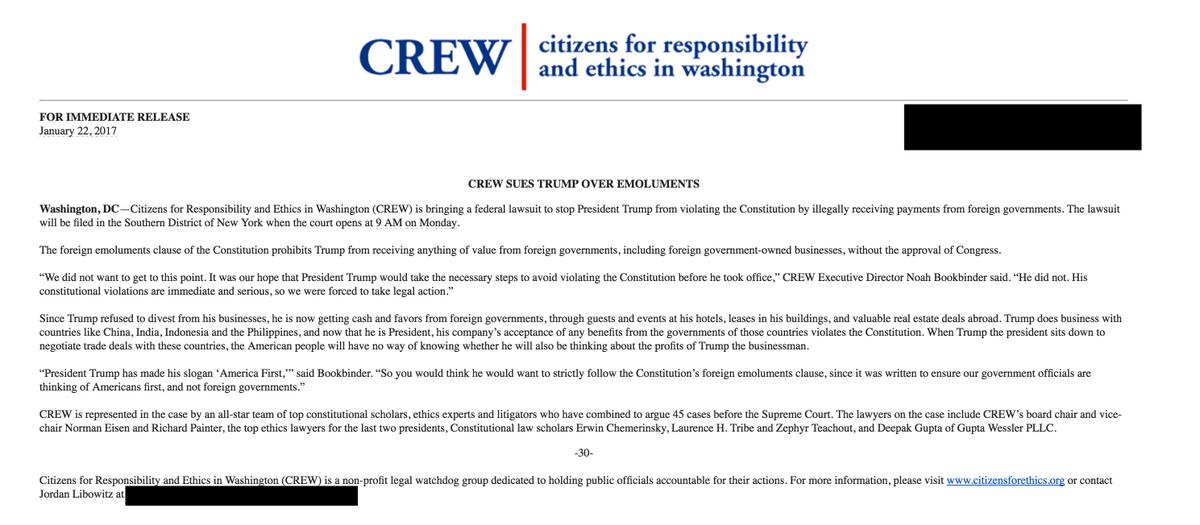 CREW
citizens for responsibility
and ethics in washington
FOR IMMEDIATE RELEASE
January 22, 2017
CREW SUES TRUMP OVER EMOLUMENTS
Washington, DC—Citizens for Responsibility and Ethics in Washington (CREW) is bringing a federal lawsuit to stop President Trump from violating the Constitution by illegally receiving payments from foreign governments. The lawsuit
will be filed in the Southern District of New York when the court opens at 9 AM on Monday.
The foreign emoluments clause of the Constitution prohibits Trump from receiving anything of value from foreign governments, including foreign government-owned businesses, without the approval of Congress.
“We did not want to get to this point. It was our hope that President Trump would take the necessary steps to avoid violating the Constitution before he took office,” CREW Executive Director Noah Bookbinder said. “He did not. His
constitutional violations are immediate and serious, so we were forced to take legal action.”
Since Trump refused to divest from his businesses, he is now getting cash and favors from foreign governments, through guests and events at his hotels, leases in his buildings, and valuable real estate deals abroad. Trump does business with
countries like China, India, Indonesia and the Philippines, and now that he is President, his company’s acceptance of any benefits from the governments of those countries violates the Constitution. When Trump the president sits down to
negotiate trade deals with these countries, the American people will have no way of knowing whether he will also be thinking about the profits of Trump the businessman.
“President Trump has made his slogan ‘America First,’” said Bookbinder. “So you would think he would want to strictly follow the Constitution’s foreign emoluments clause, since it was written to ensure our government officials are
thinking of Americans first, and not foreign governments.”
CREW is represented in the case by an all-star team of top constitutional scholars, ethics experts and litigators who have combined to argue 45 cases before the Supreme Court. The lawyers on the case include CREW’s board chair and vice-
chair Norman Eisen and Richard Painter, the top ethics lawyers for the last two presidents, Constitutional law scholars Erwin Chemerinsky, Laurence H. Tribe and Zephyr Teachout, and Deepak Gupta of Gupta Wessler PLLC.
-30-
Citizens for Responsibility and Ethics in Washington (CREW) is a non-profit legal watchdog group dedicated to holding public officials accountable for their actions. For more information, please visit www.citizensforethics.org or contact
Jordan Libowitz at